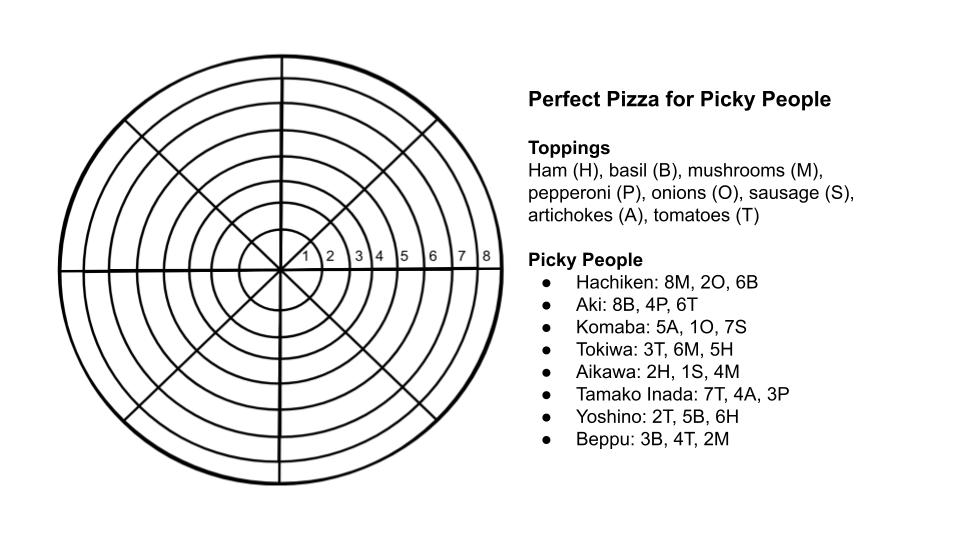 1 2 3 4 5 6 7 8
Perfect Pizza for Picky People
Toppings
Ham (H), basil (B), mushrooms (M),
pepperoni (P), onions (O), sausage (S),
artichokes (A), tomatoes (T)
Picky People
● Hachiken: 8M, 2O, 6B
● Aki: 8B, 4P, 6T
● Komaba: 5A, 1O, 7S
● Tokiwa: 3T, 6M, 5H
● Aikawa: 2H, 1S, 4M
● Tamako Inada: 7T, 4A, 3P
● Yoshino: 2T, 5B, 6H
● Beppu: 3B, 4T, 2M